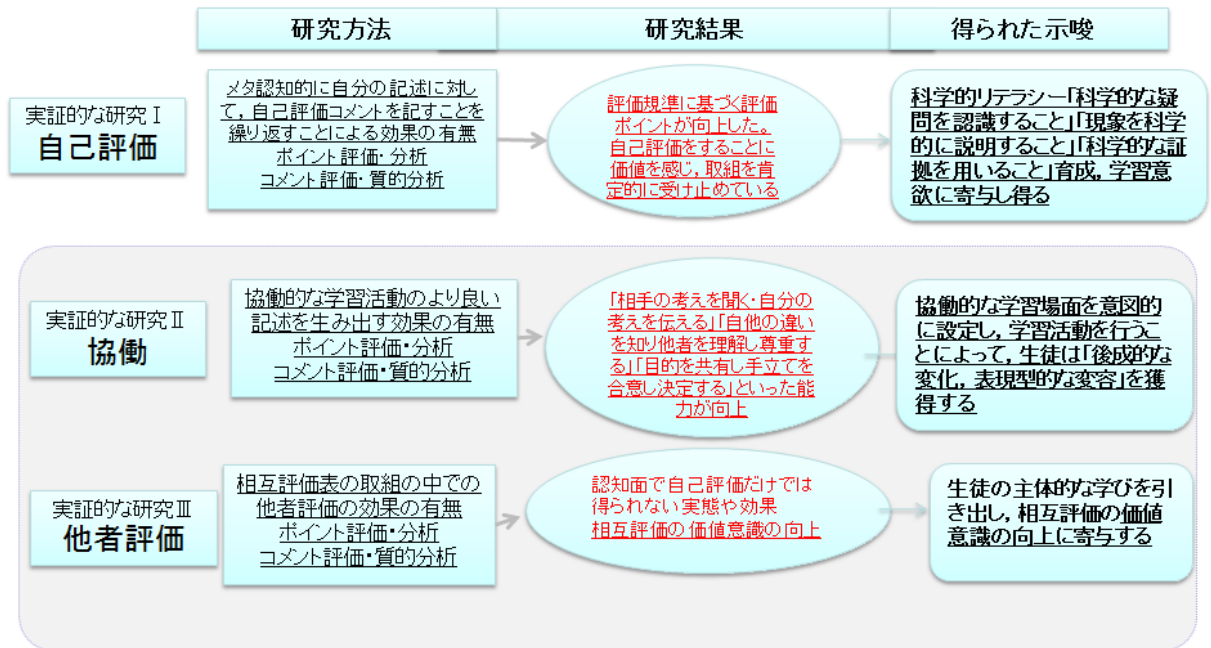 研究方法
研究結果
得られた示唆
実証的な研究Ⅰ
自己評価
メタ認知的に自分の記述に対し
て，自己評価コメントを記すことを
繰り返すことによる効果の有無
ポイント評価・分析
コメント評価・質的分析
評価規準に基づく評価
ポイントが向上した。
自己評価をすることに
価値を感じ，取組を肯
定的に受け止めている
科学的リテラシー「科学的な疑
問を認識すること」「現象を科学
的に説明すること」「科学的な証
拠を用いること」育成，学習意
欲に寄与し得る
実証的な研究Ⅱ
協働
協働的な学習活動のより良い
記述を生み出す効果の有無
ポイント評価・分析
コメント評価・質的分析
「相手の考えを聞く・自分の
考えを伝える」「自他の違い
を知り他者を理解し尊重す
る」「目的を共有し手立てを
合意し決定する」といった能
力が向上
協働的な学習場面を意図的
に設定し，学習活動を行うこ
とによって，生徒は「後成的な
変化，表現型的な変容」を獲
得する
実証的な研究Ⅲ
他者評価
相互評価表の取組の中での
他者評価の効果の有無
ポイント評価・分析
コメント評価・質的分析
認知面で自己評価だけでは
得られない実態や効果
相互評価の価値意識の向上
生徒の主体的な学びを引
き出し，相互評価の価値
意識の向上に寄与する